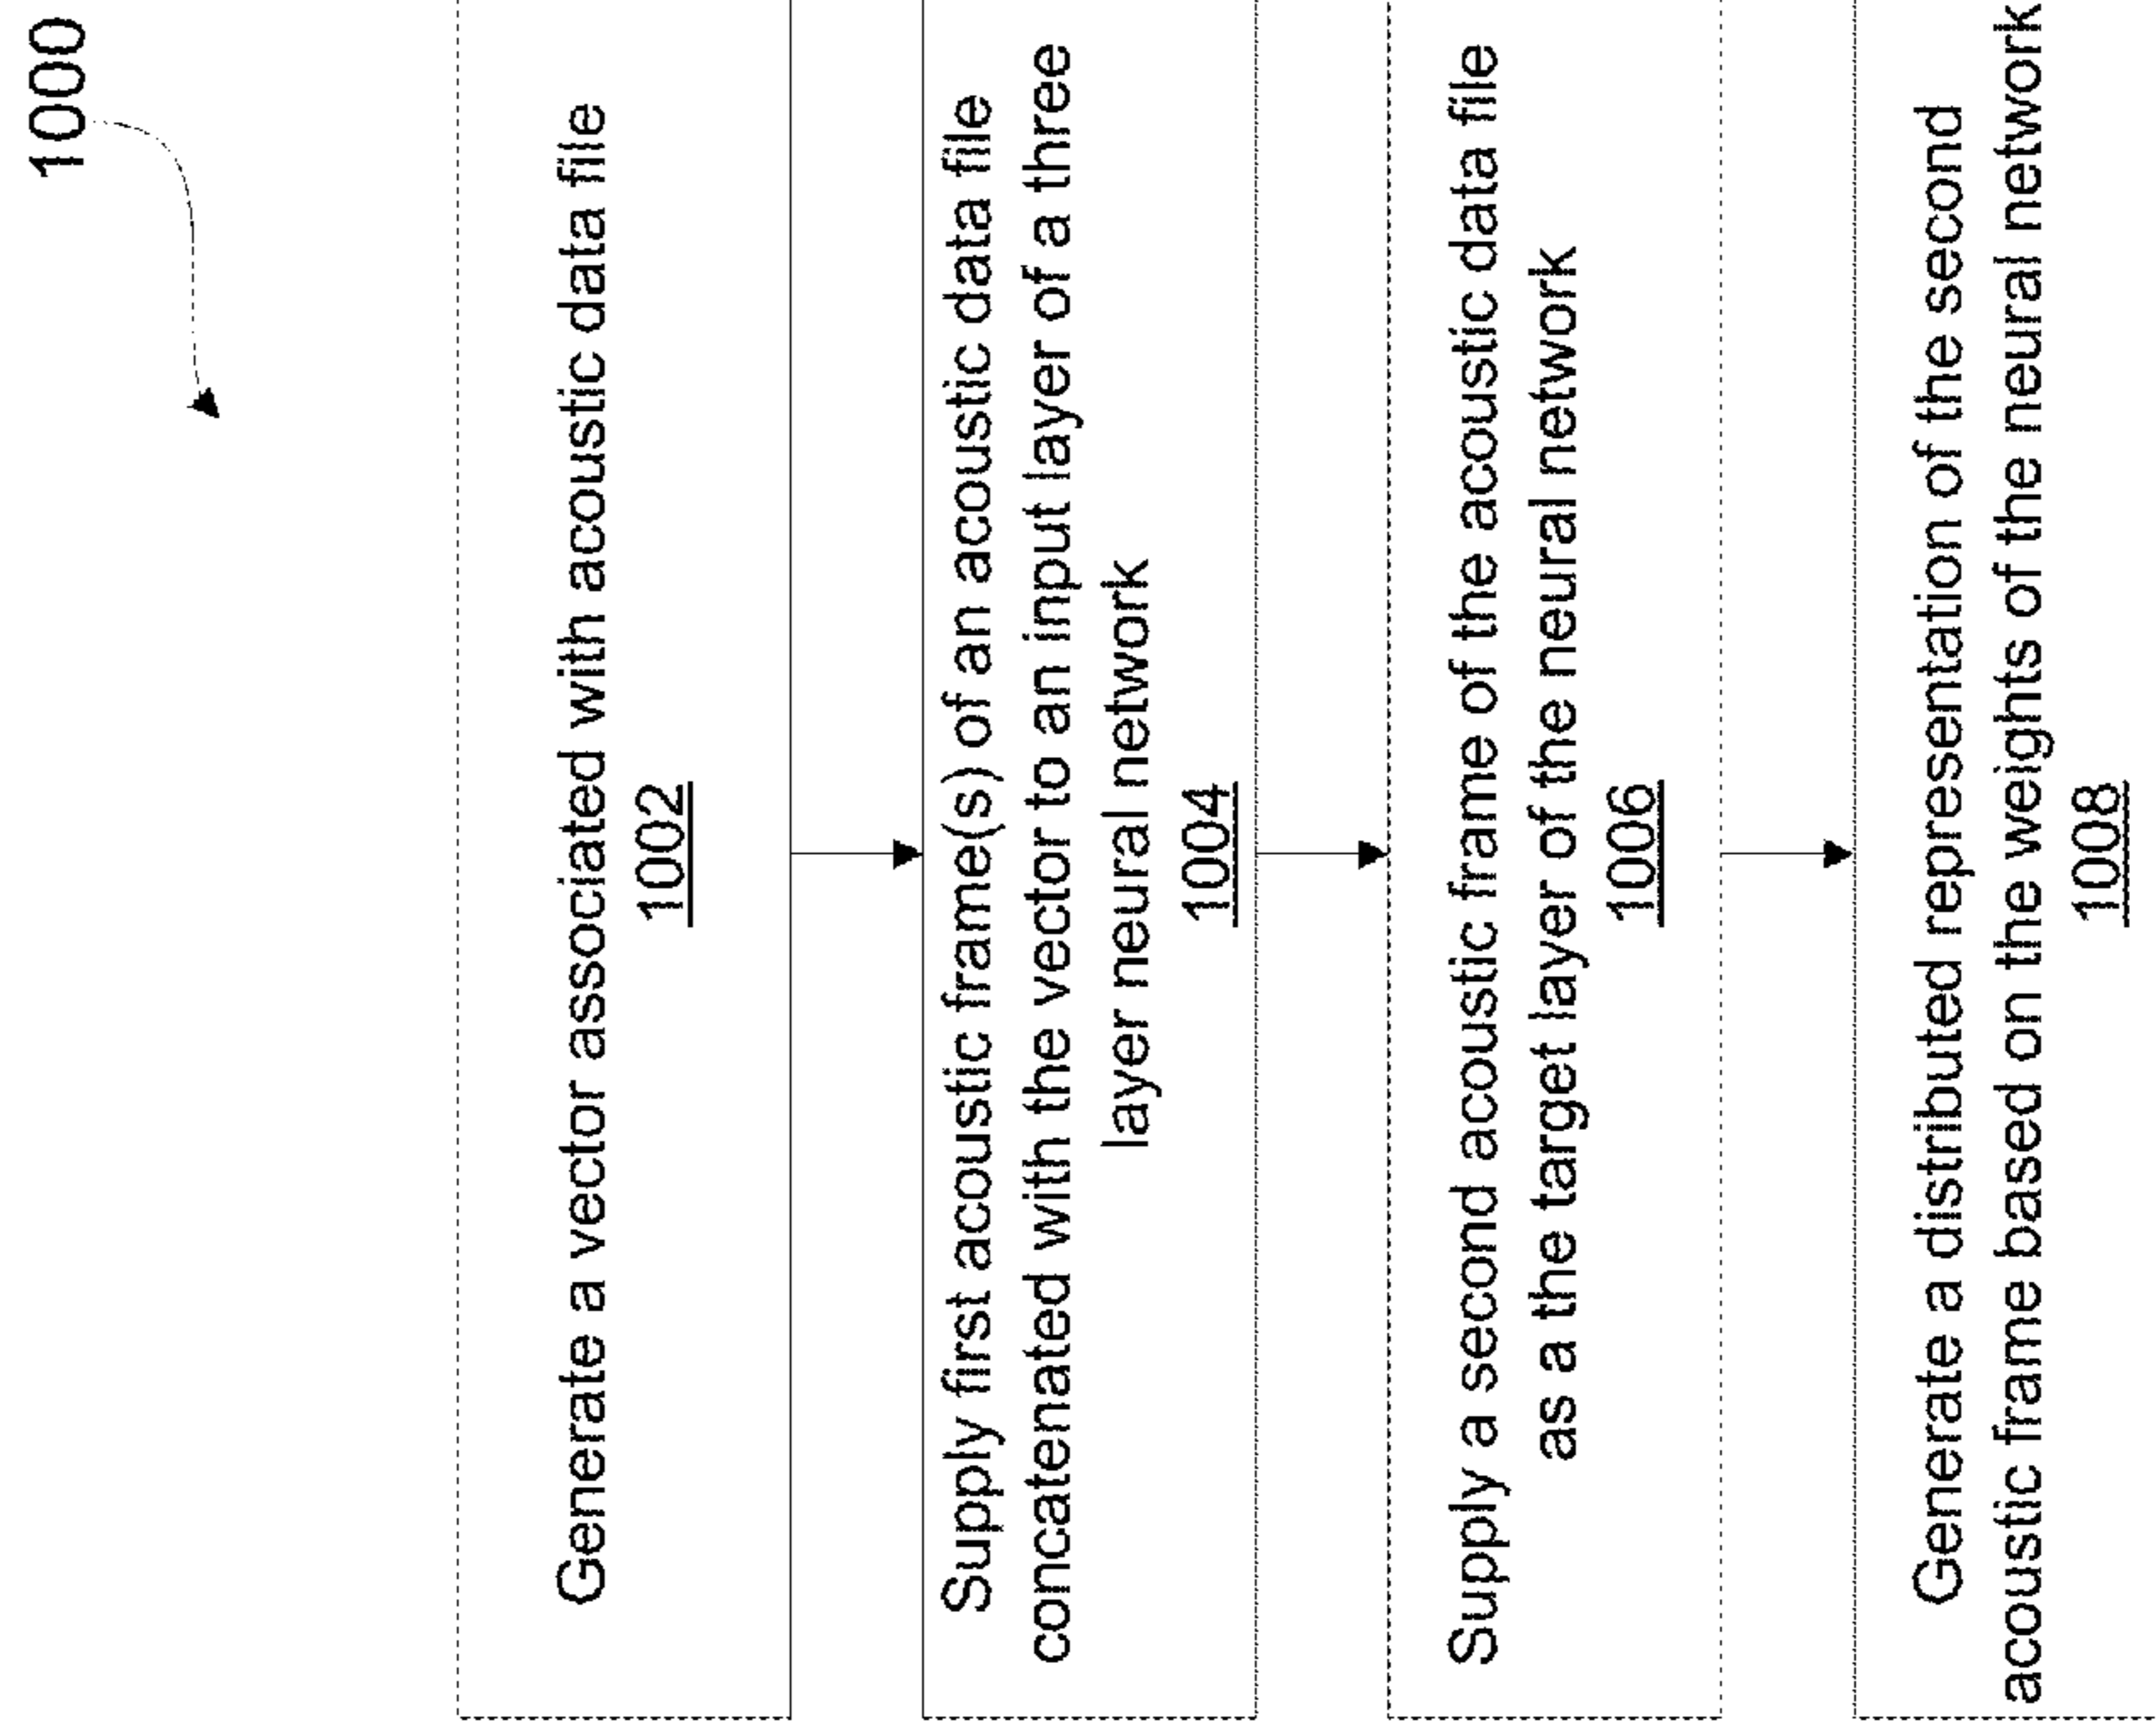 1000
Generate a vector associated with acoustic data file
1002
Supply first acoustic frame(s) of an acoustic data file
concatenated with the vector to an input layer of a three
layer neural network
1004
Supply a second acoustic frame of the acoustic data file
as a the target layer of the neural network
1006
Generate a distributed representation of the second
acoustic frame based on the weights of the neural network
1008